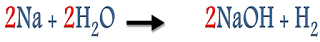 2Na + 2H₂O → 2NaOH + H₂